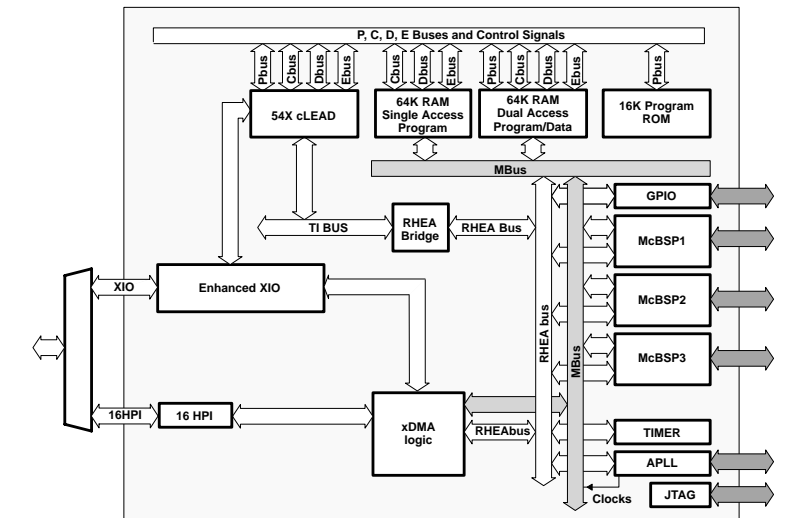 P, C, D, E Buses and Control Signals
Pbus
Cbus
Dbus
Ebus
Cbus
Dbus
Ebus
Pbus
Cbus
Dbus
Ebus
Pbus
54X cLEAD
64K RAM
Single Access
Program
64K RAM
Dual Access
Program/Data
16K Program
ROM
MBus
GPIO
TI BUS
RHEA
Bridge
RHEA Bus
McBSP1
XIO
Enhanced XIO
McBSP2
RHEA bus
MBus
McBSP3
16HPI
16 HPI
xDMA
logic
RHEAbus
TIMER
APLL
Clocks
JTAG